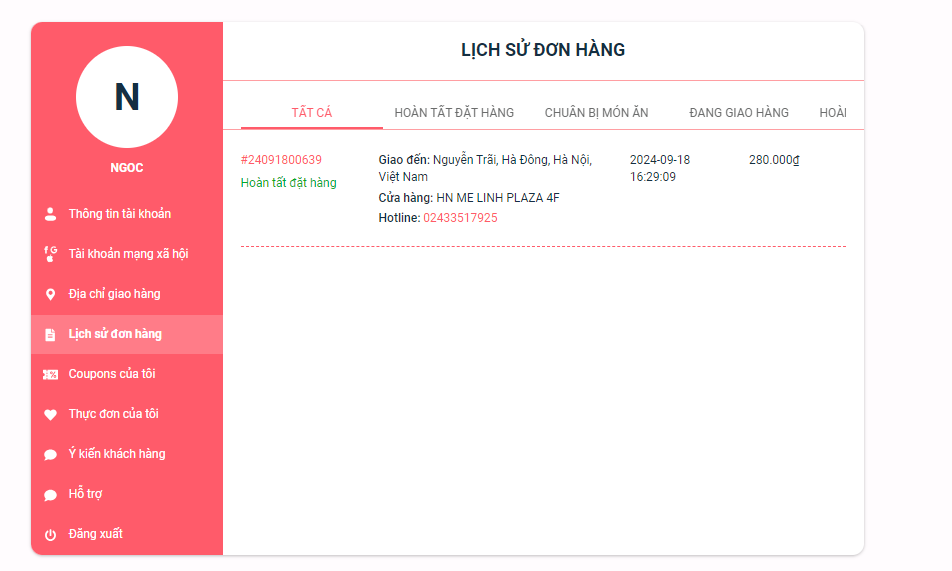 N
NGOC
Thông tin tài khoản
Tài khoản mạng xã hội
Địa chỉ giao hàng
Lịch sử đơn hàng
Coupons của tôi
Thực đơn của tôi
Ý kiến khách hàng
Hỗ trợ
Đăng xuất
LỊCH SỬ ĐƠN HÀNG
TẤT CẢ HOÀN TẤT ĐẶT HÀNG CHUẨN BỊ MÓN ĂN ĐANG GIAO HÀNG HOÀI
#24091800639
Hoàn tất đặt hàng
Giao đến: Nguyễn Trãi, Hà Đông, Hà Nội,
Việt Nam
Cửa hàng: HN ME LINH PLAZA 4F
Hotline: 02433517925
2024-09-18
16:29:09
280.000₫